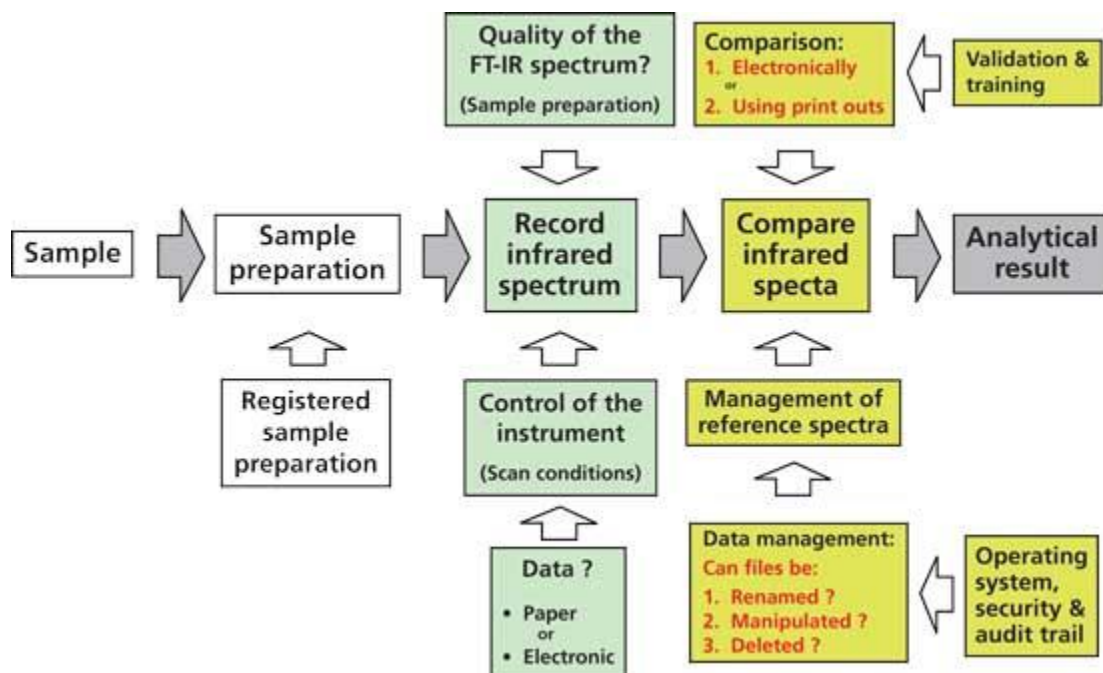 Quality of the
FT-IR spectrum?
(Sample preparation)
Comparison:
1. Electronically
or
2. Using print outs
Validation &
training
Sample
Sample
preparation
Record
infrared
spectrum
Compare
infrared
specta
Analytical
result
Registered
sample
preparation
Control of the
instrument
(Scan conditions)
Management of
reference spectra
Data ?
• Paper
or
• Electronic
Data management:
Can files be:
1. Renamed ?
2. Manipulated ?
3. Deleted ?
Operating
system,
security &
audit trail